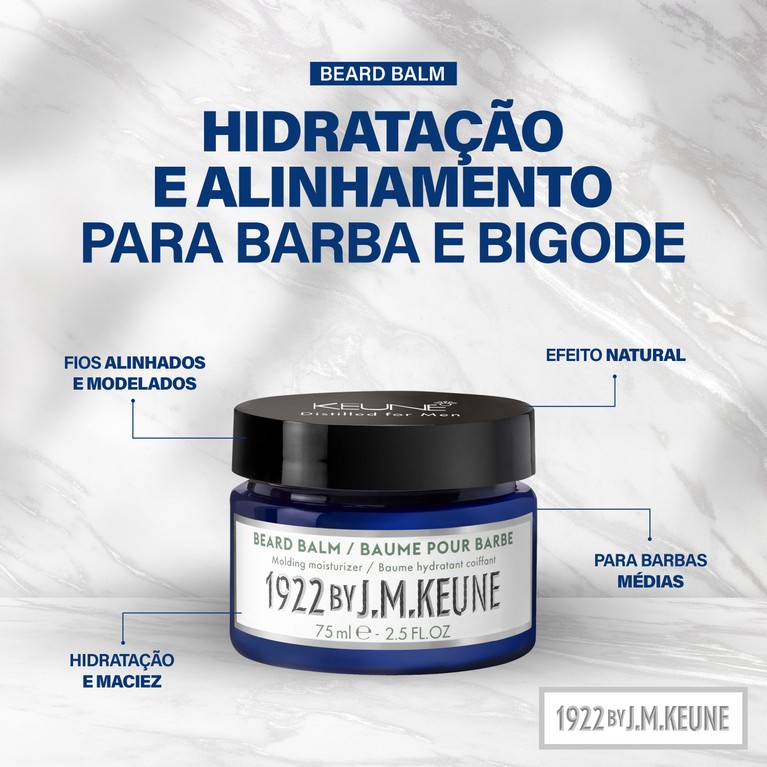 BEARD BALM
HIDRATAÇÃO
E ALINHAMENTO
PARA BARBA E BIGODE
FIOS ALINHADOS
E MODELADOS
EFEITO NATURAL
KEUNE
Distilled for Men
BEARD BALM / BAUME POUR BARBE
Molding moisturizer / Baume hydratant coiffant
1922 BY J.M.KEUNE
75 ml e - 2.5 FL.OZ
PARA BARBAS
MÉDIAS
HIDRATAÇÃO
E MACIEZ
1922 BY J.M.KEUNE